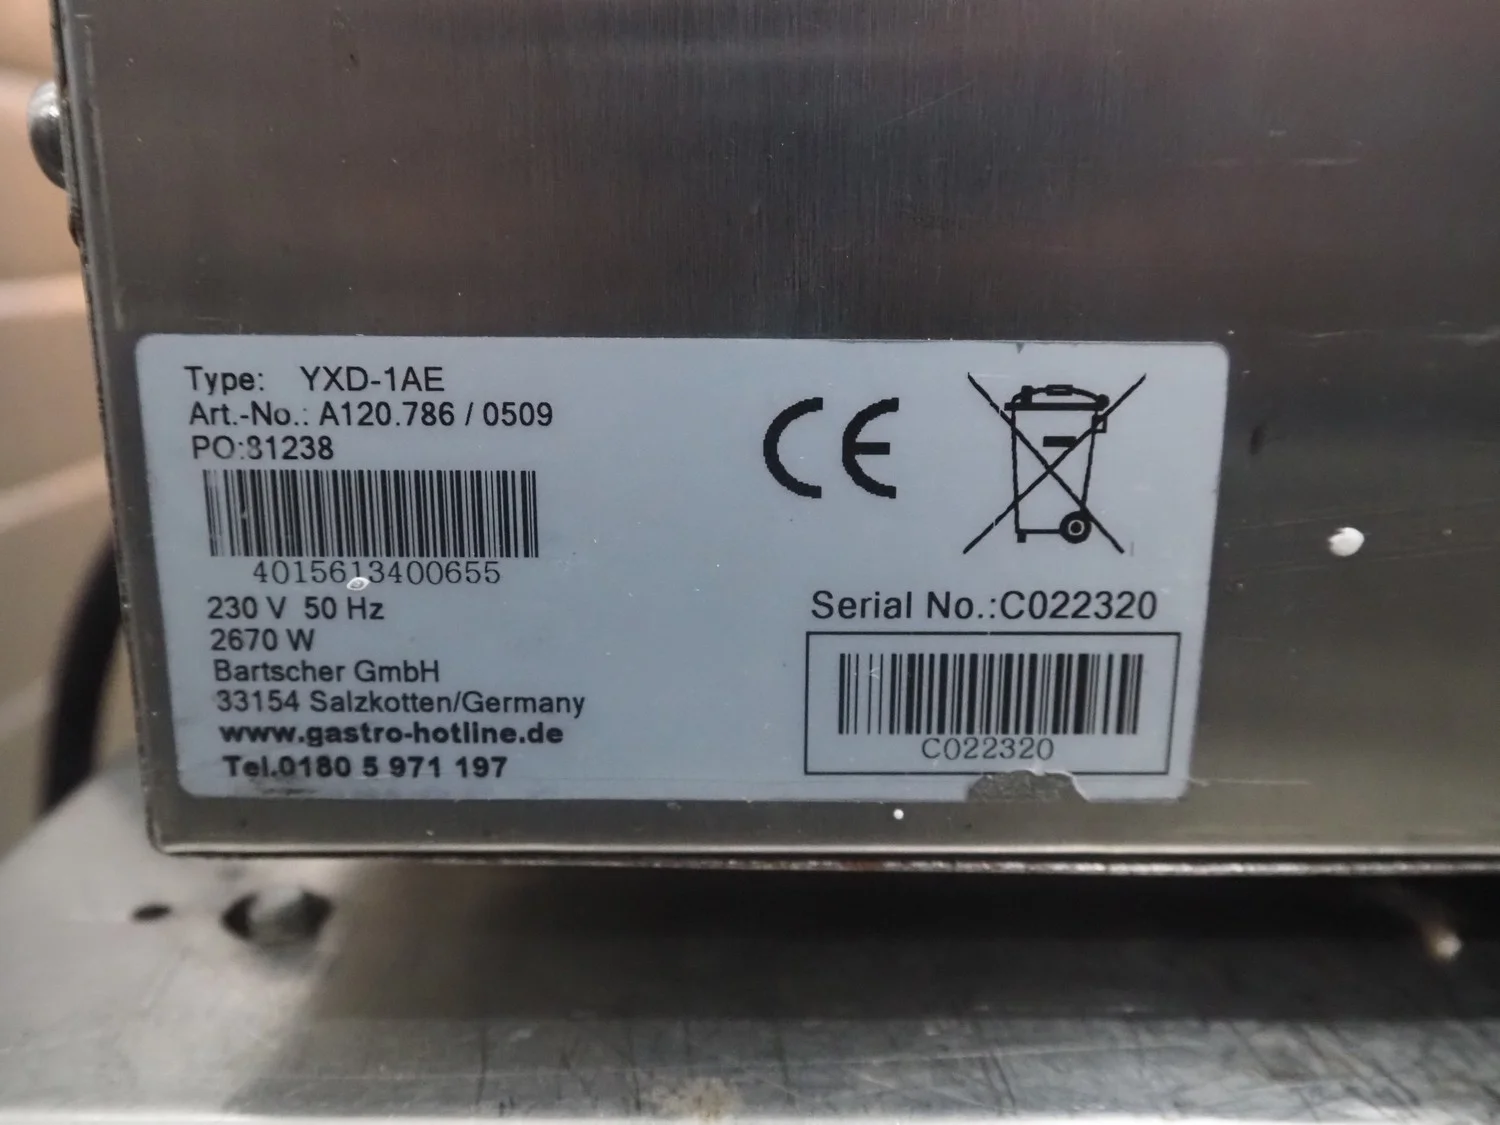 Type: YXD-1AE
Art.-No.: A120.786 / 0509
PO:81238
4015613400655
230 V 50 Hz
2670 W
Bartscher GmbH
33154 Salzkotten/Germany
www.gastro-hotline.de
Tel.0180 5 971 197
CE
Serial No.:C022320
C022320